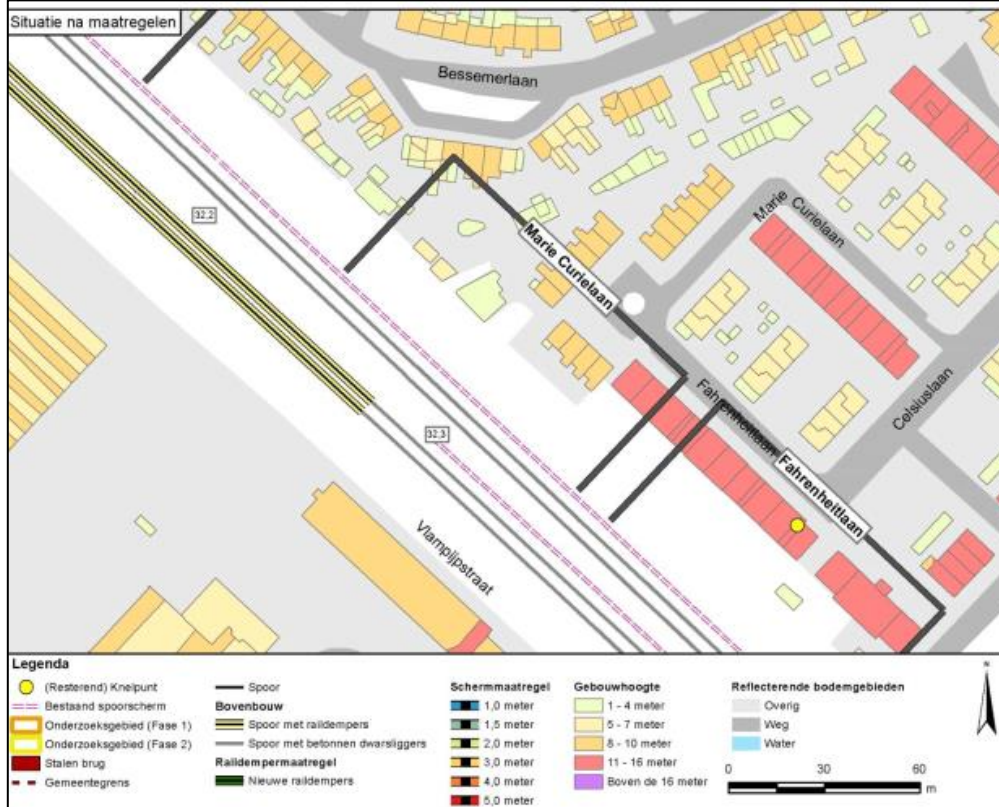 Situatie na maatregelen
Bessemerlaan
32,2
Marie Curielaan
Marie
Curielaan
32,3
Fahrenheitlaan
Fahrenheitlaan
Celsiuslaan
Vlampijpstraat
Legenda
(Resterend) Knelpunt
Bestaand spoorscherm
Onderzoeksgebied (Fase 1)
Onderzoeksgebied (Fase 2)
Stalen brug
Gemeentegrens
Spoor
Bovenbouw
Spoor met raildempers
Spoor met betonnen dwarsliggers
Raildempermaatregel
Nieuwe raildempers
Schermmaatregel
1,0 meter
1,5 meter
2,0 meter
3,0 meter
4,0 meter
5,0 meter
Gebouwhoogte
1 - 4 meter
5 - 7 meter
8 - 10 meter
11 - 16 meter
Boven de 16 meter
Reflecterende bodemgebieden
Overig
Weg
Water
N
0 30 60
m